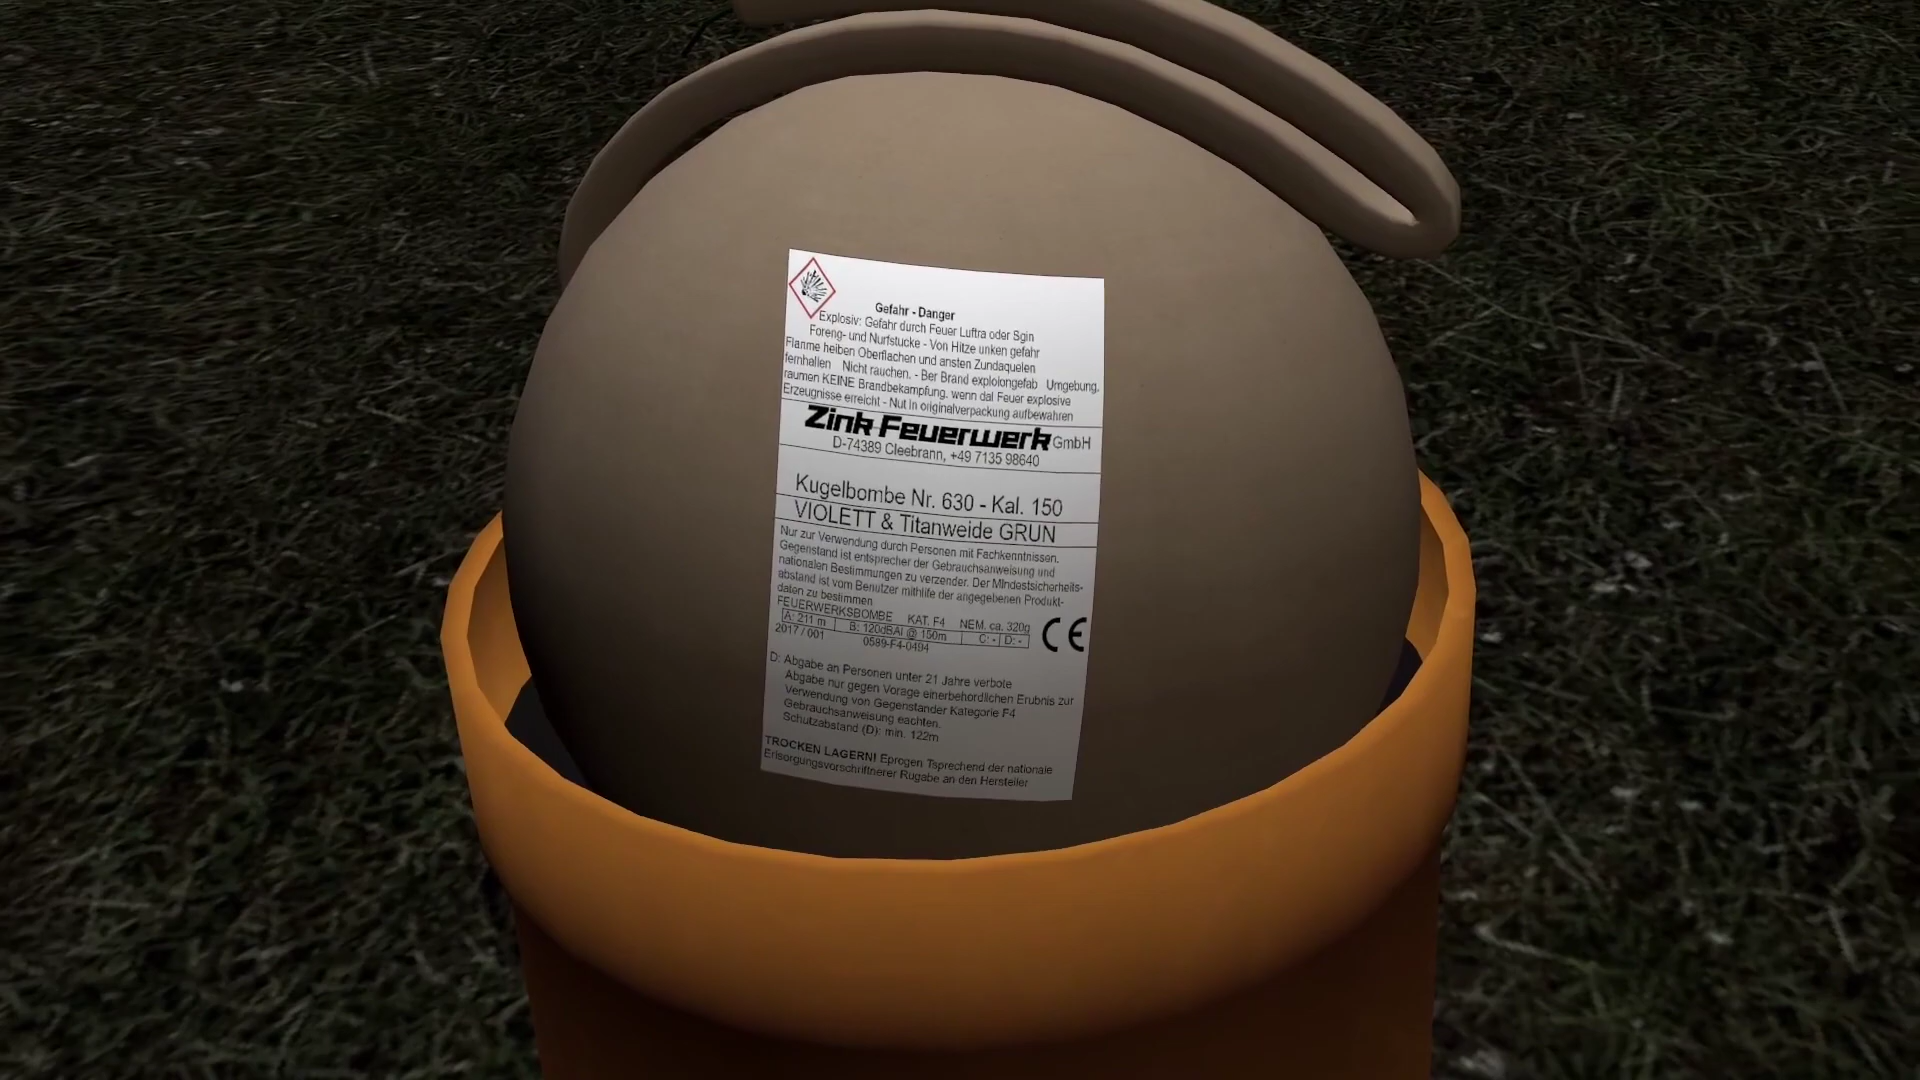 Gefahr - Danger
Explosiv: Gefahr durch Feuer Luftra oder Sgin
Foreng- und Nurfstucke - Von Hitze unken gefahr
Flanme heiben Oberflachen und ansten Zundaquelen
fernhallen Nicht rauchen. - Ber Brand explolongefab Umgebung,
raumen KEINE Brandbekampfung, wenn dal Feuer explosive
Erzeugnisse erreicht - Nut In originalverpackung aufbewahren
Zink Feuerwerk GmbH
D-74389 Cleebrann, +49 7135 98640
Kugelbombe Nr. 630 - Kal. 150
VIOLETT & Titanweide GRUN
Nur zur Verwendung durch Personen mit Fachkenntnissen.
Gegenstand ist entsprecher der Gebrauchsanweisung und
nationalen Bestimmungen zu verzender. Der Mindestsicherheits-
abstand ist vom Benutzer mithlife der angegebenen Produkt-
daten zu bestimmen
FEUERWERKSBOMBE KAT. F4 NEM. ca. 320g
A: 211 m B: 120dBAI @ 150m C: - D: -
2017 / 001 0589-F4-0494
CE
D: Abgabe an Personen unter 21 Jahre verbote
Abgabe nur gegen Vorage einerbehordlichen Erubnis zur
Verwendung von Gegenstander Kategorie F4
Gebrauchsanweisung eachten.
Schutzabstand (D): min. 122m
TROCKEN LAGERN! Eprogen Tsprechend der nationale
Erlsorgungsvorschriftnerer Rugabe an den Hersteller